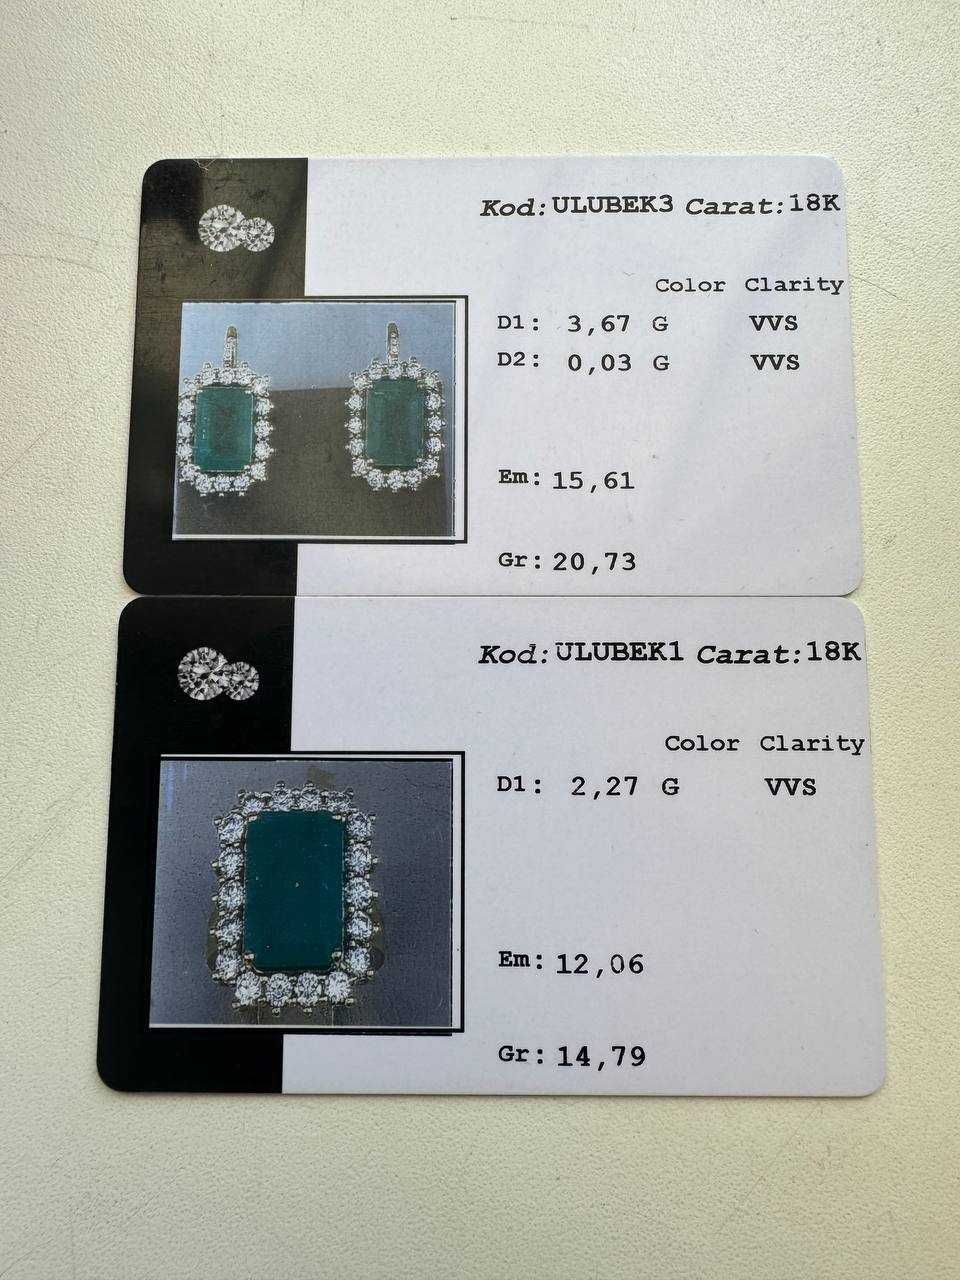 Kod: ULUBEK3 Carat: 18K
Color Clarity
D1: 3,67 G VVS
D2: 0,03 G VVS
Em: 15,61
Gr: 20,73
Kod: ULUBEK1 Carat: 18K
Color Clarity
D1: 2,27 G VVS
Em: 12,06
Gr: 14,79